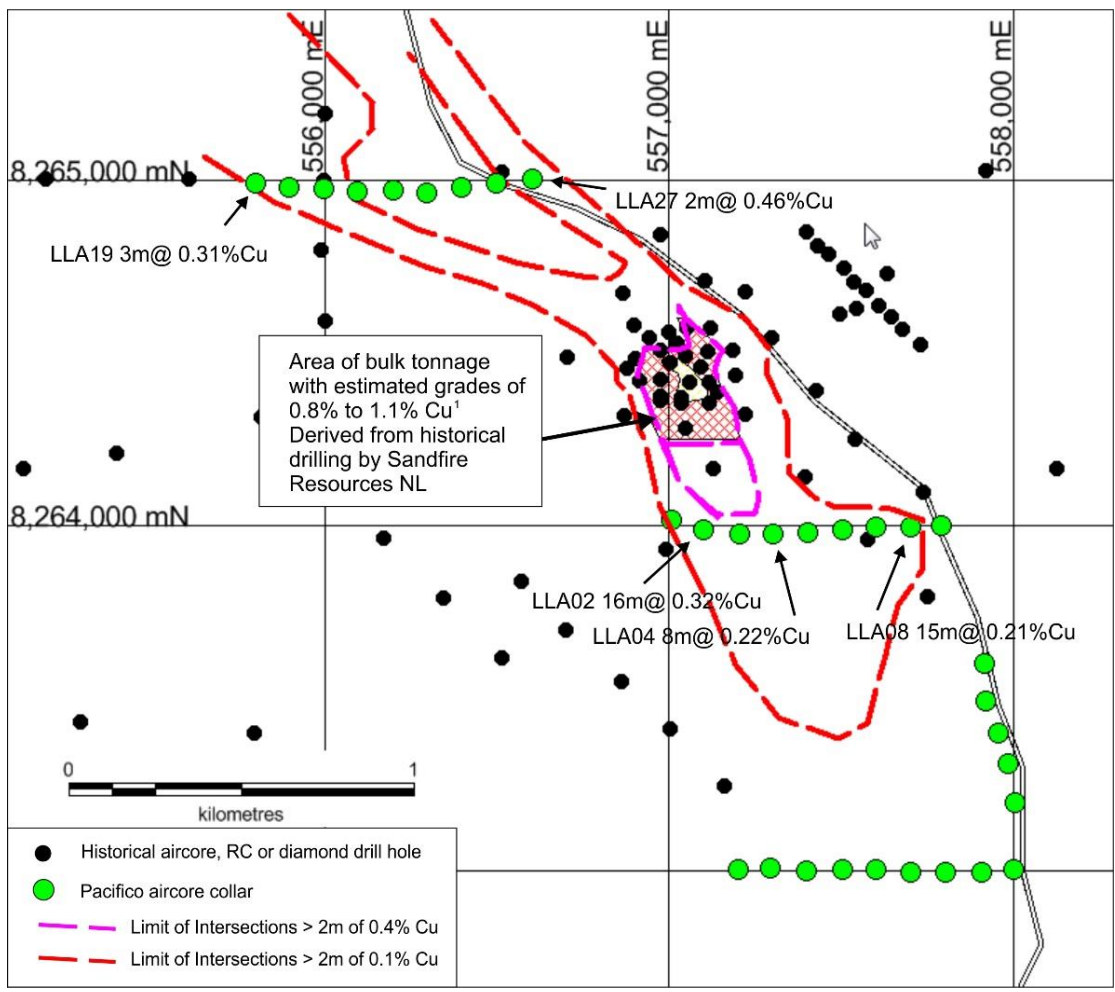 556,000 mE
557,000 mE
558,000 mE
8,265,000 mN
LLA27 2m@ 0.46%Cu
LLA19 3m@ 0.31%Cu
Area of bulk tonnage
with estimated grades of
0.8% to 1.1% Cu¹
Derived from historical
drilling by Sandfire
Resources NL
8,264,000 mN
LLA02 16m@ 0.32%Cu
LLA04 8m@ 0.22%Cu
LLA08 15m@ 0.21%Cu
0 1
kilometres
Historical aircore, RC or diamond drill hole
Pacifico aircore collar
Limit of Intersections > 2m of 0.4% Cu
Limit of Intersections > 2m of 0.1% Cu